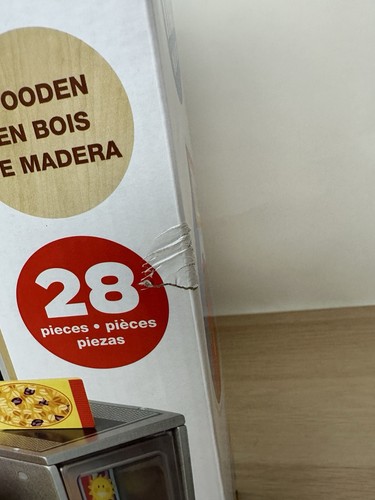 OODEN
EN BOIS
E MADERA
28
pieces • pièces
piezas